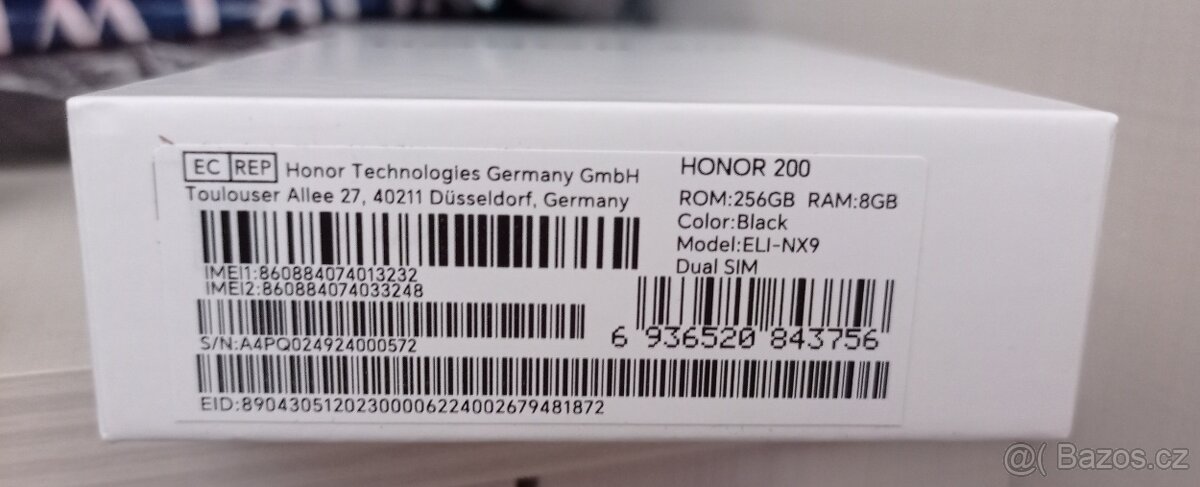 EC REP Honor Technologies Germany GmbH
Toulouser Allee 27, 40211 Düsseldorf, Germany
IMEI1:860884074013232
IMEI2:860884074033248
S/N:A4PQ024924000572
EID:89043051202300006224002679481872
HONOR 200
ROM:256GB RAM:8GB
Color:Black
Model:ELI-NX9
Dual SIM
6 936520 843756
@( Bazos.cz